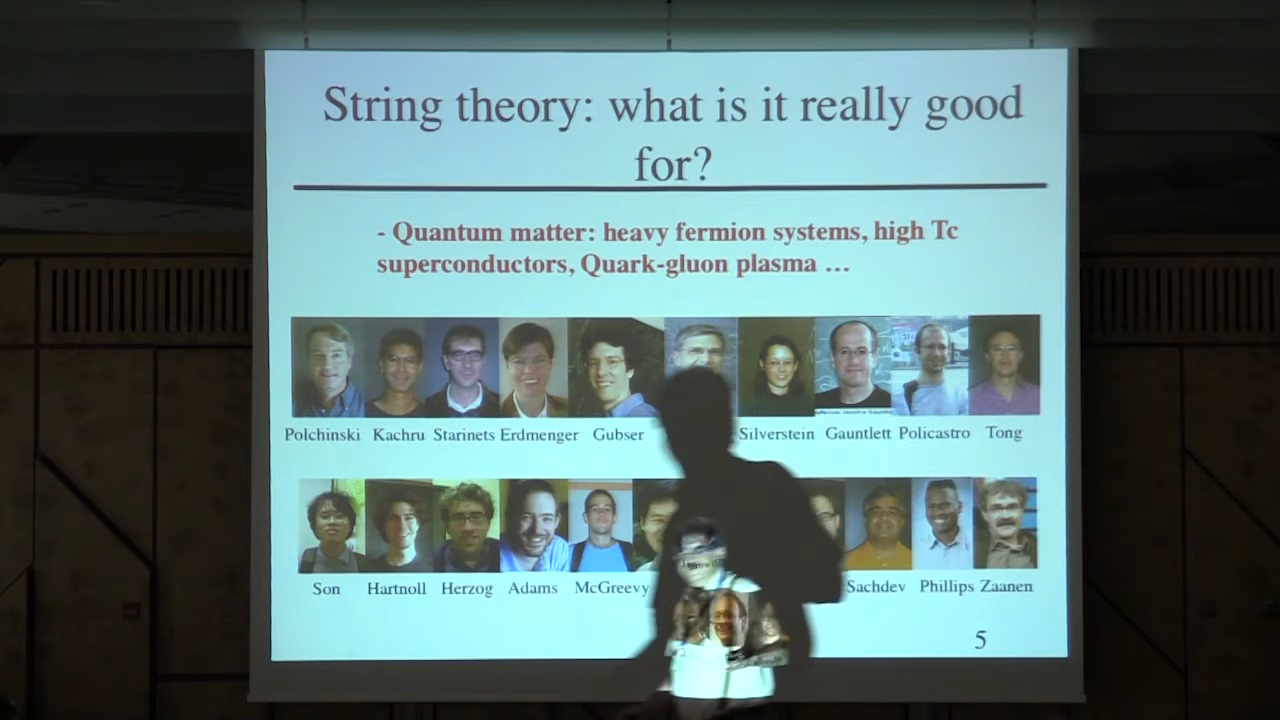 String theory: what is it really good
for?
- Quantum matter: heavy fermion systems, high Tc
superconductors, Quark-gluon plasma …
Polchinski Kachru Starinets Erdmenger Gubser Silverstein Gauntlett Policastro Tong
Son Hartnoll Herzog Adams McGreevy Sachdev Phillips Zaanen
5